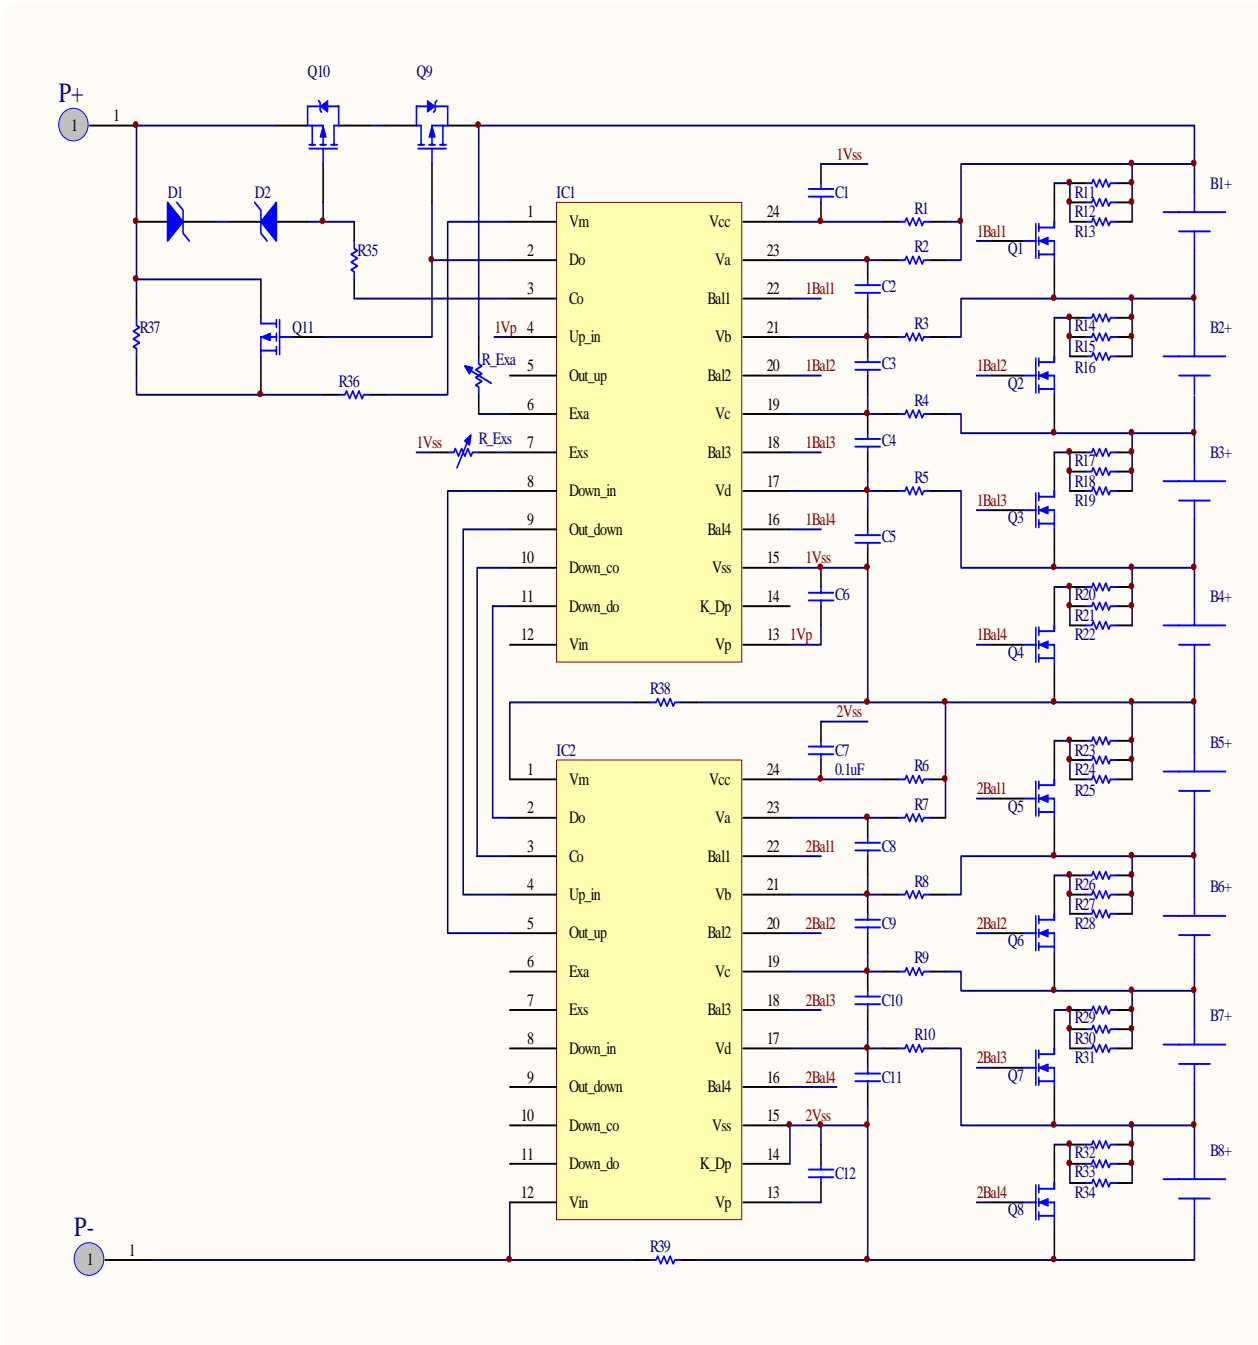 Q10 Q9
P+
1
1
D1 D2
R35
R37
Q11
R36
R_Exa
1Vp
1Vss
R_Exs
IC1
1 Vm
2 Do
3 Co
4 Up_in
5 Out_up
6 Exa
7 Exs
8 Down_in
9 Out_down
10 Down_co
11 Down_do
12 Vin
Vcc 24
Va 23
Bal1 22 1Bal1
Vb 21
Bal2 20 1Bal2
Vc 19
Bal3 18 1Bal3
Vd 17
Bal4 16 1Bal4
Vss 15 1Vss
K_Dp 14
Vp 13 1Vp
1Vss
C1
R1
R2
C2
R3
C3
R4
C4
R5
C5
C6
1Bal1
Q1
R11
R12
R13
B1+
1Bal2
Q2
R14
R15
R16
B2+
1Bal3
Q3
R17
R18
R19
B3+
1Bal4
Q4
R20
R21
R22
B4+
R38
IC2
1 Vm
2 Do
3 Co
4 Up_in
5 Out_up
6 Exa
7 Exs
8 Down_in
9 Out_down
10 Down_co
11 Down_do
12 Vin
Vcc 24
Va 23
Bal1 22 2Bal1
Vb 21
Bal2 20 2Bal2
Vc 19
Bal3 18 2Bal3
Vd 17
Bal4 16 2Bal4
Vss 15 2Vss
K_Dp 14
Vp 13
2Vss
C7
0.1uF
R6
R7
C8
R8
C9
R9
C10
R10
C11
C12
2Bal1
Q5
R23
R24
R25
B5+
2Bal2
Q6
R26
R27
R28
B6+
2Bal3
Q7
R29
R30
R31
B7+
2Bal4
Q8
R32
R33
R34
B8+
P-
1
1
R39